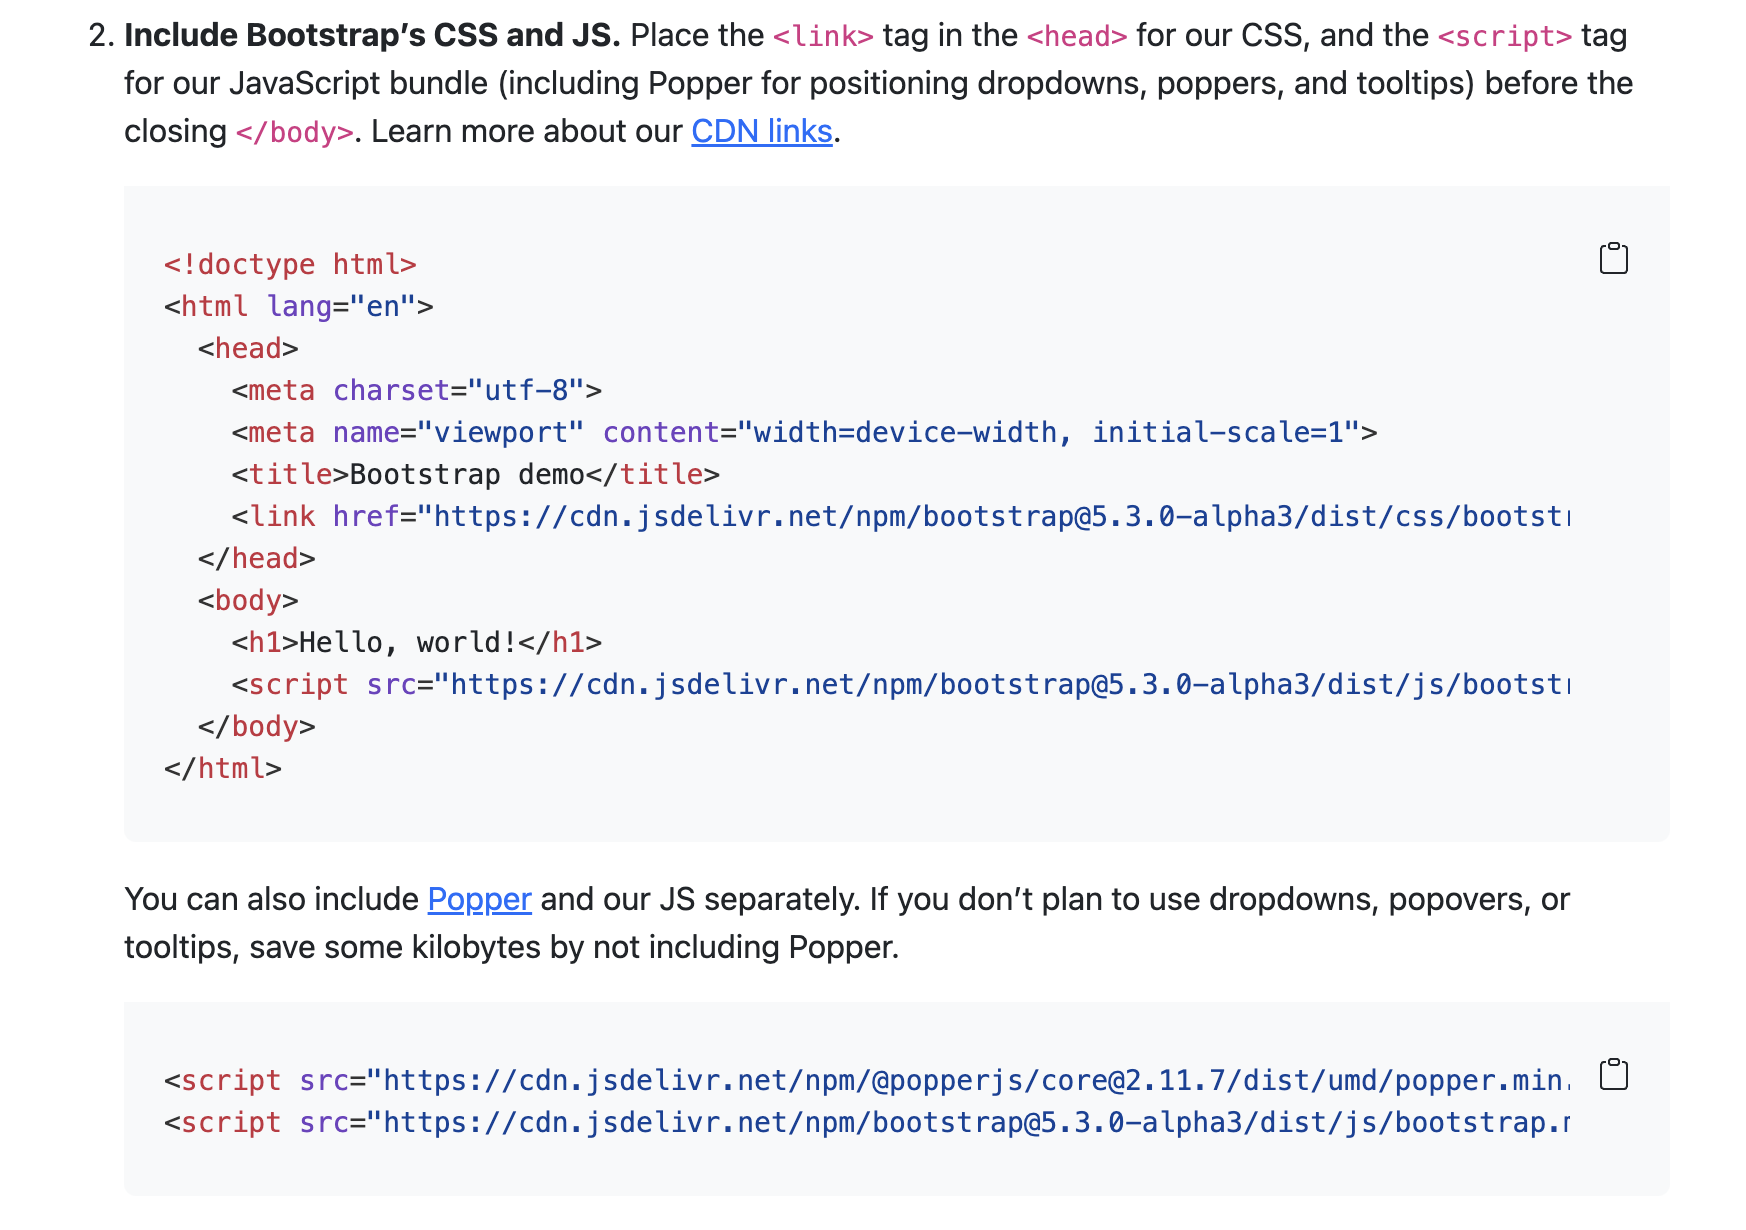 2. Include Bootstrap’s CSS and JS. Place the <link> tag in the <head> for our CSS, and the <script> tag
for our JavaScript bundle (including Popper for positioning dropdowns, poppers, and tooltips) before the
closing </body>. Learn more about our CDN links.
<!doctype html>
<html lang="en">
  <head>
    <meta charset="utf-8">
    <meta name="viewport" content="width=device-width, initial-scale=1">
    <title>Bootstrap demo</title>
    <link href="https://cdn.jsdelivr.net/npm/bootstrap@5.3.0-alpha3/dist/css/bootst
  </head>
  <body>
    <h1>Hello, world!</h1>
    <script src="https://cdn.jsdelivr.net/npm/bootstrap@5.3.0-alpha3/dist/js/bootst
  </body>
</html>
You can also include Popper and our JS separately. If you don’t plan to use dropdowns, popovers, or
tooltips, save some kilobytes by not including Popper.
<script src="https://cdn.jsdelivr.net/npm/@popperjs/core@2.11.7/dist/umd/popper.min.
<script src="https://cdn.jsdelivr.net/npm/bootstrap@5.3.0-alpha3/dist/js/bootstrap.